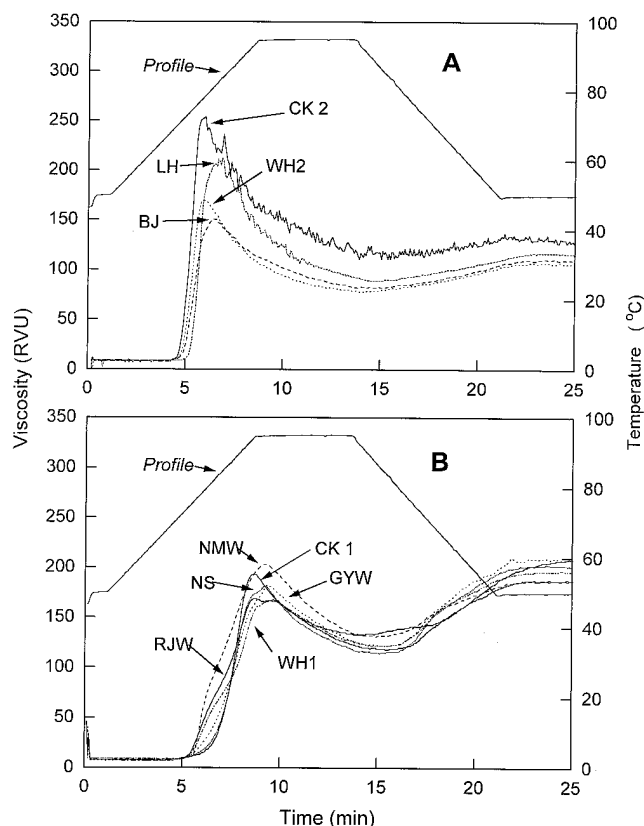 350
300
250
200
150
100
50
0
Profile
A
CK 2
LH
WH2
BJ
100
80
60
40
20
0
0 5 10 15 20 25
Viscosity (RVU)
Temperature ( °C)
350
300
250
200
150
100
50
0
Profile
B
NMW
CK 1
NS
GYW
RJW
WH1
100
80
60
40
20
0
0 5 10 15 20 25
Time (min)